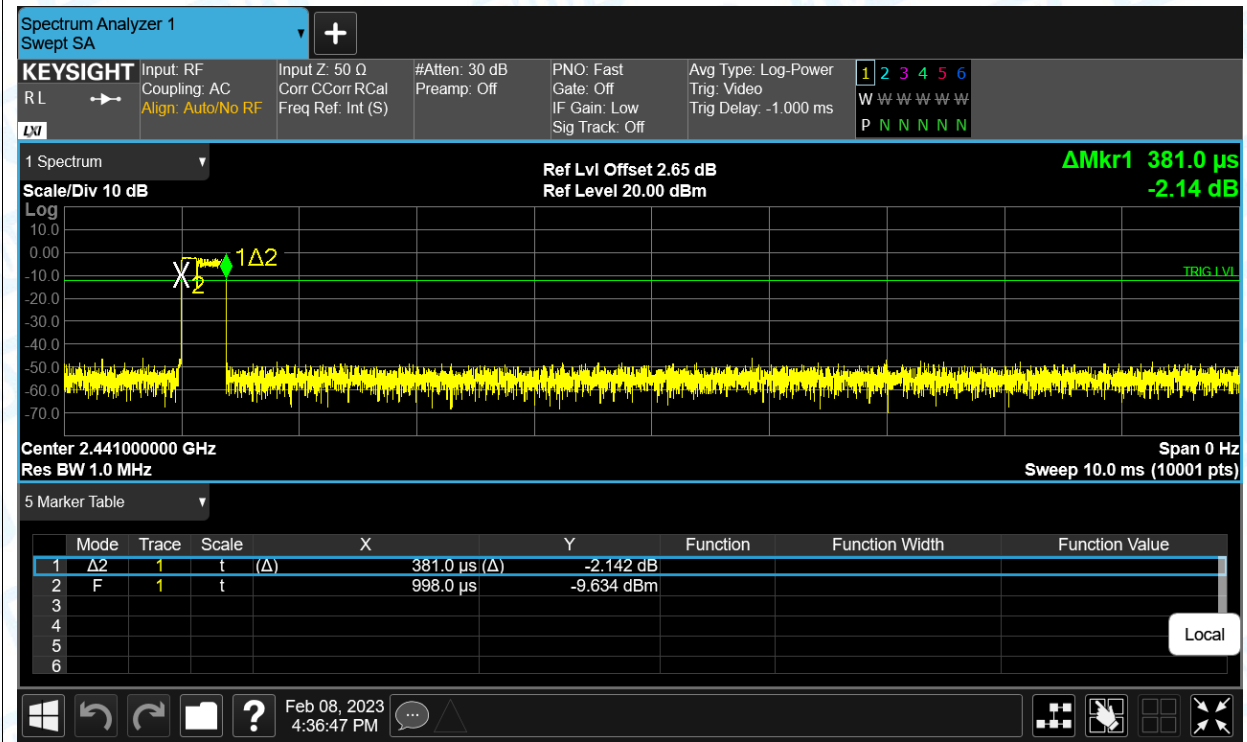 Spectrum Analyzer 1
Swept SA
KEYSIGHT
R L
LXI
Input: RF
Coupling: AC
Align: Auto/No RF
Input Z: 50 Ω
Corr CCorr RCal
Freq Ref: Int (S)
#Atten: 30 dB
Preamp: Off
PNO: Fast
Gate: Off
IF Gain: Low
Sig Track: Off
Avg Type: Log-Power
Trig: Video
Trig Delay: -1.000 ms
1 2 3 4 5 6
W W W W W W
P N N N N N
1 Spectrum
Scale/Div 10 dB
Ref Lvl Offset 2.65 dB
Ref Level 20.00 dBm
ΔMkr1 381.0 µs
-2.14 dB
Log
10.0
0.00
-10.0
-20.0
-30.0
-40.0
-50.0
-60.0
-70.0
1Δ2
2
TRIG LVL
Center 2.441000000 GHz
Res BW 1.0 MHz
Span 0 Hz
Sweep 10.0 ms (10001 pts)
5 Marker Table
Mode Trace Scale X Y Function Function Width Function Value
1 Δ2 1 t (Δ) 381.0 µs (Δ) -2.142 dB
2 F 1 t 998.0 µs -9.634 dBm
3
4
5
6
Local
?
Feb 08, 2023
4:36:47 PM